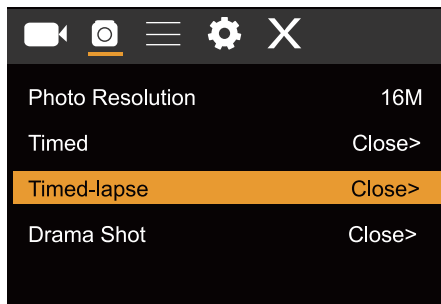 Photo Resolution 16M
Timed Close>
Timed-lapse Close>
Drama Shot Close>